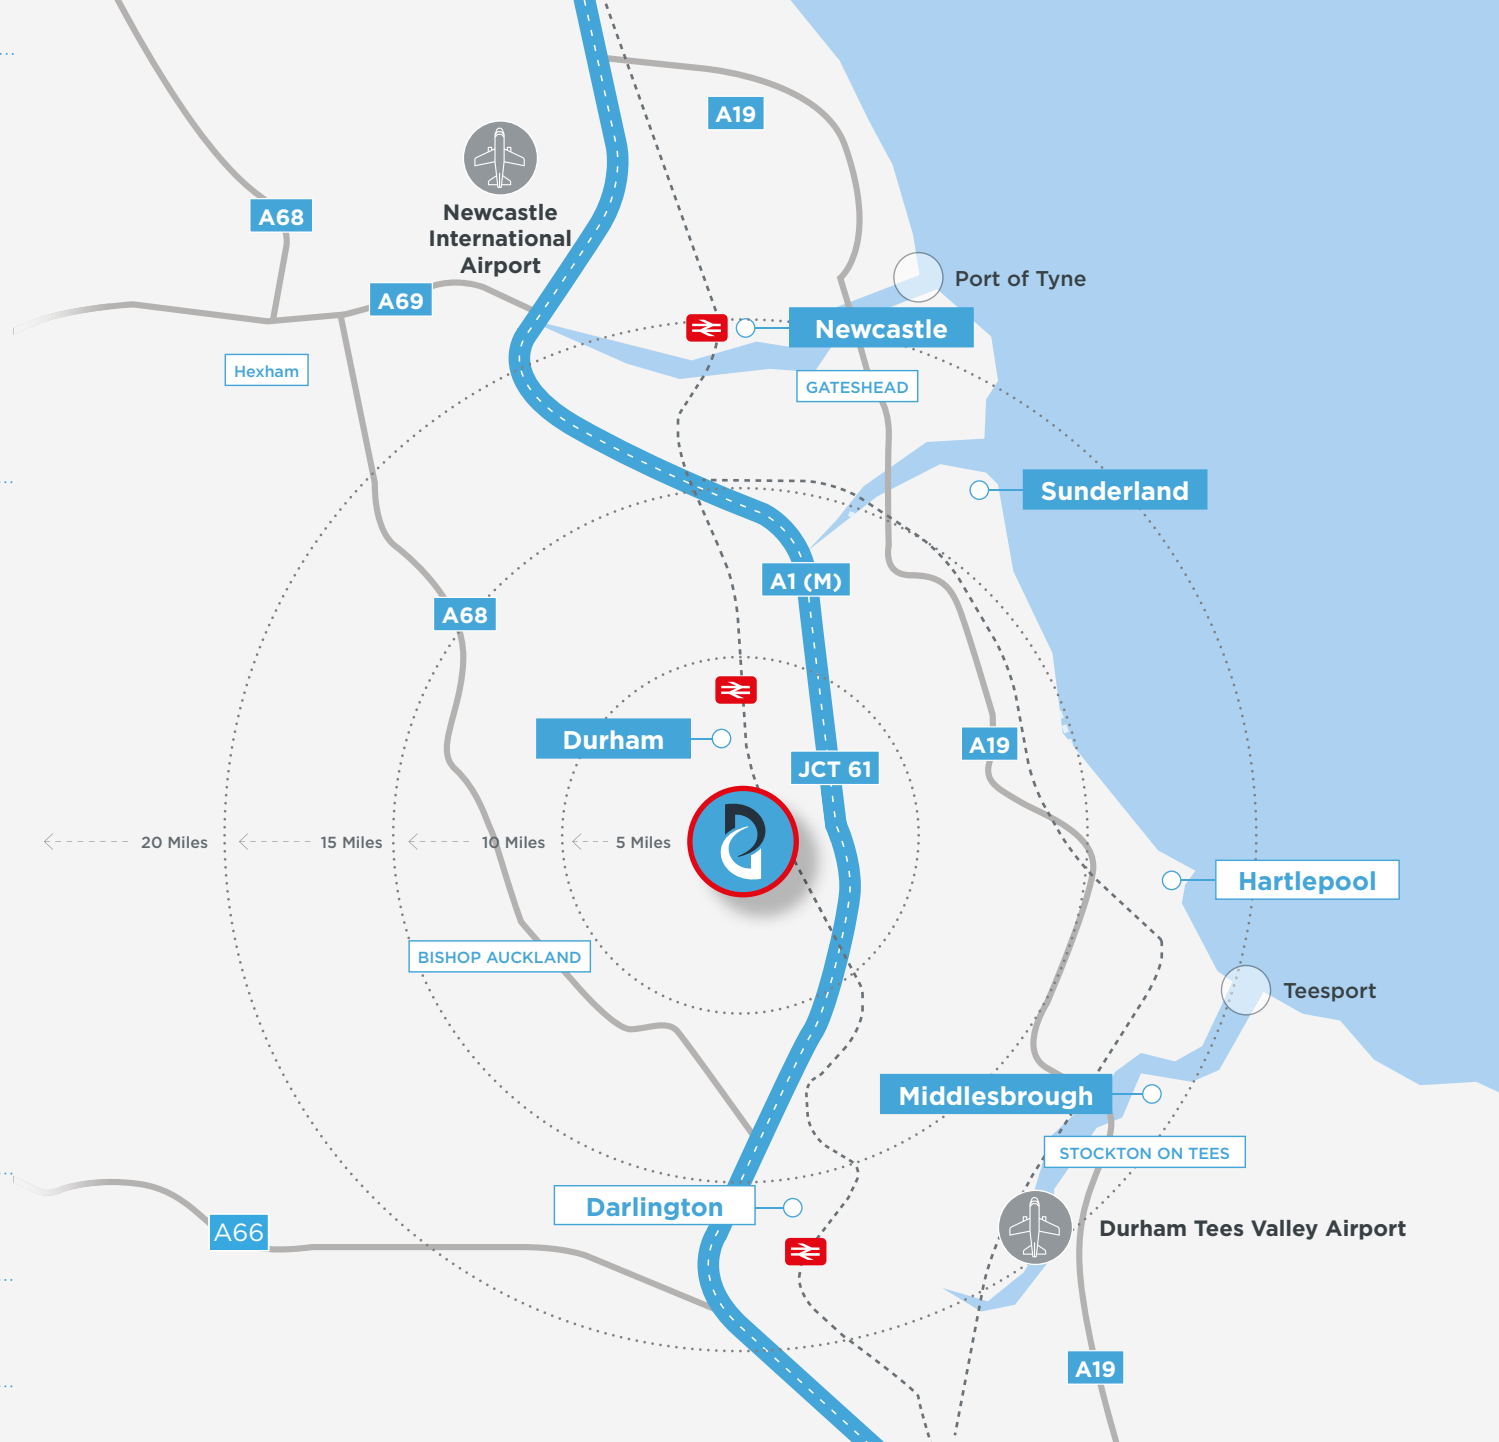 A19
A68
Newcastle
International
Airport
Port of Tyne
A69
Newcastle
Hexham
GATESHEAD
Sunderland
A1 (M)
A68
Durham
A19
JCT 61
20 Miles
15 Miles
10 Miles
5 Miles
Hartlepool
BISHOP AUCKLAND
Teesport
Middlesbrough
STOCKTON ON TEES
Darlington
A66
Durham Tees Valley Airport
A19